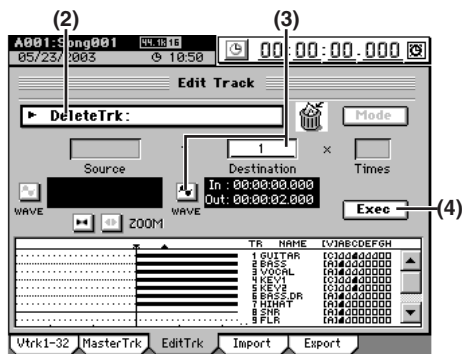 (2) (3)
A001:Song001 44.1k 16
05/23/2003 10:50 00:00:00.000
Edit Track
► DeleteTrk: Mode
1 ×
Source Destination Times
In : 00:00:00.000
Out: 00:00:02.000
WAVE WAVE Exec (4)
ZOOM
TR NAME [V]ABCDEFGH
1 GUITAR
2 BASS
3 VOCAL
4 KEY1
5 KEY2
6 BASS.DR
7 HIHAT
8 SNR
9 FLR
Vtrk1-32 MasterTrk EditTrk Import Export